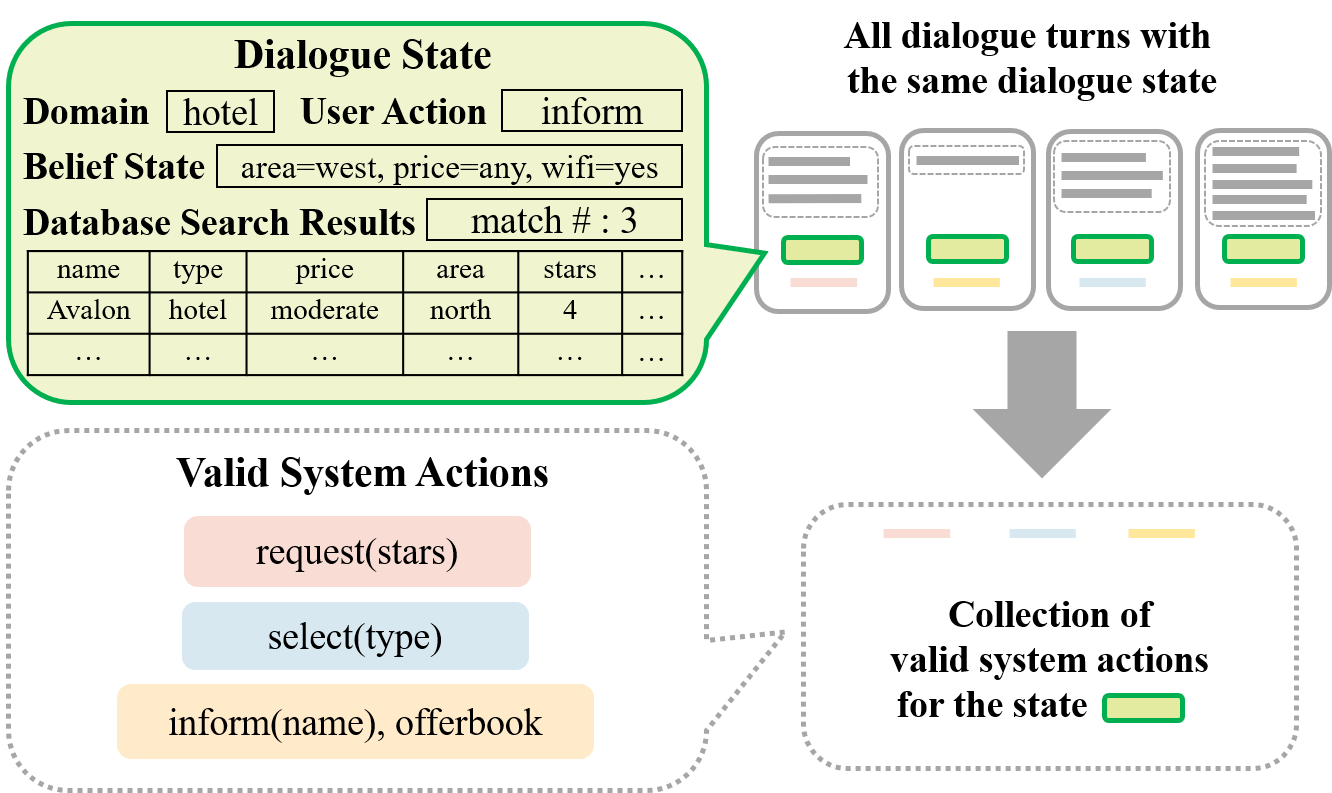 Dialogue State
Domain hotel User Action inform
Belief State area=west, price=any, wifi=yes
Database Search Results match # : 3
name type price area stars …
Avalon hotel moderate north 4 …
… … … … … …
All dialogue turns with
the same dialogue state
Valid System Actions
request(stars)
select(type)
inform(name), offerbook
Collection of
valid system actions
for the state